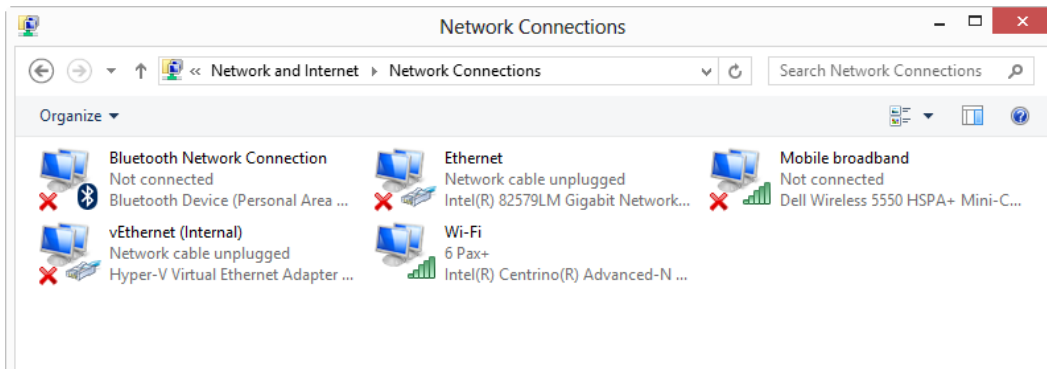 Network Connections
« Network and Internet Network Connections
Search Network Connections
Organize
Bluetooth Network Connection
Not connected
Bluetooth Device (Personal Area ...
Ethernet
Network cable unplugged
Intel(R) 82579LM Gigabit Network...
Mobile broadband
Not connected
Dell Wireless 5550 HSPA+ Mini-C...
vEthernet (Internal)
Network cable unplugged
Hyper-V Virtual Ethernet Adapter ...
Wi-Fi
6 Pax+
Intel(R) Centrino(R) Advanced-N ...